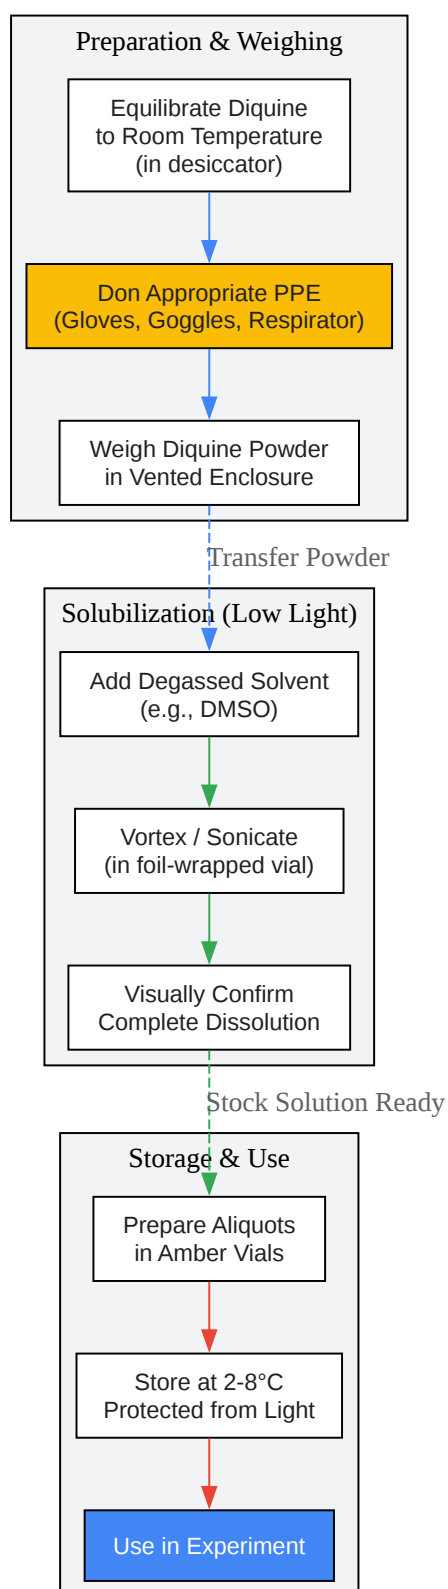 Preparation & Weighing
Equilibrate Diquine
to Room Temperature
(in desiccator)
Don Appropriate PPE
(Gloves, Goggles, Respirator)
Weigh Diquine Powder
in Vented Enclosure
Transfer Powder
Solubilization (Low Light)
Add Degassed Solvent
(e.g., DMSO)
Vortex / Sonicate
(in foil-wrapped vial)
Visually Confirm
Complete Dissolution
Stock Solution Ready
Storage & Use
Prepare Aliquots
in Amber Vials
Store at 2-8°C
Protected from Light
Use in Experiment